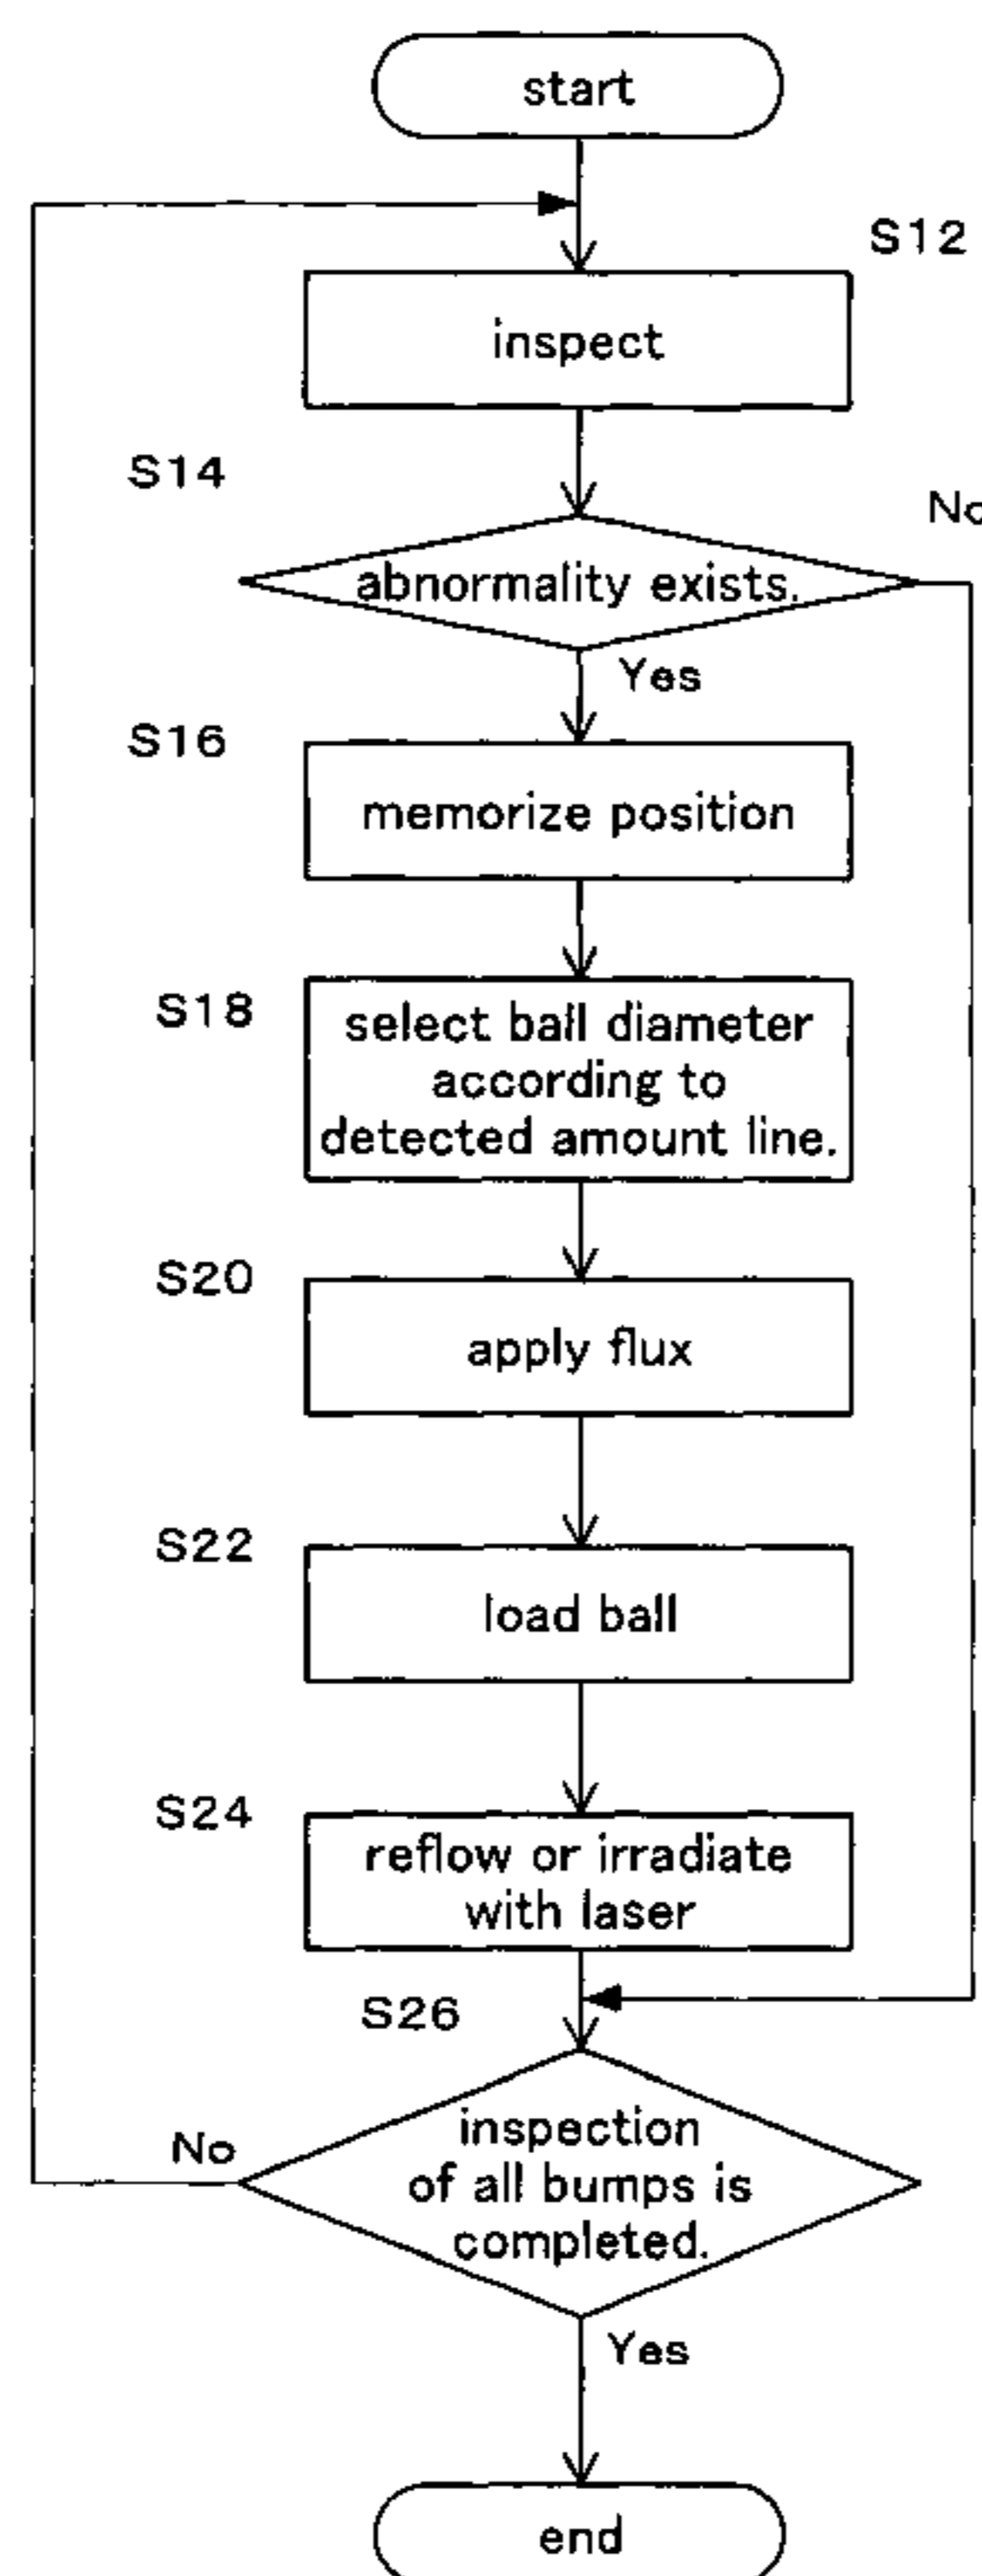 start
S12
inspect
S14
No
abnormality exists.
Yes
S16
memorize position
S18
select ball diameter
according to
detected amount line.
S20
apply flux
S22
load ball
S24
reflow or irradiate
with laser
S26
inspection
of all bumps is
completed.
No
Yes
end